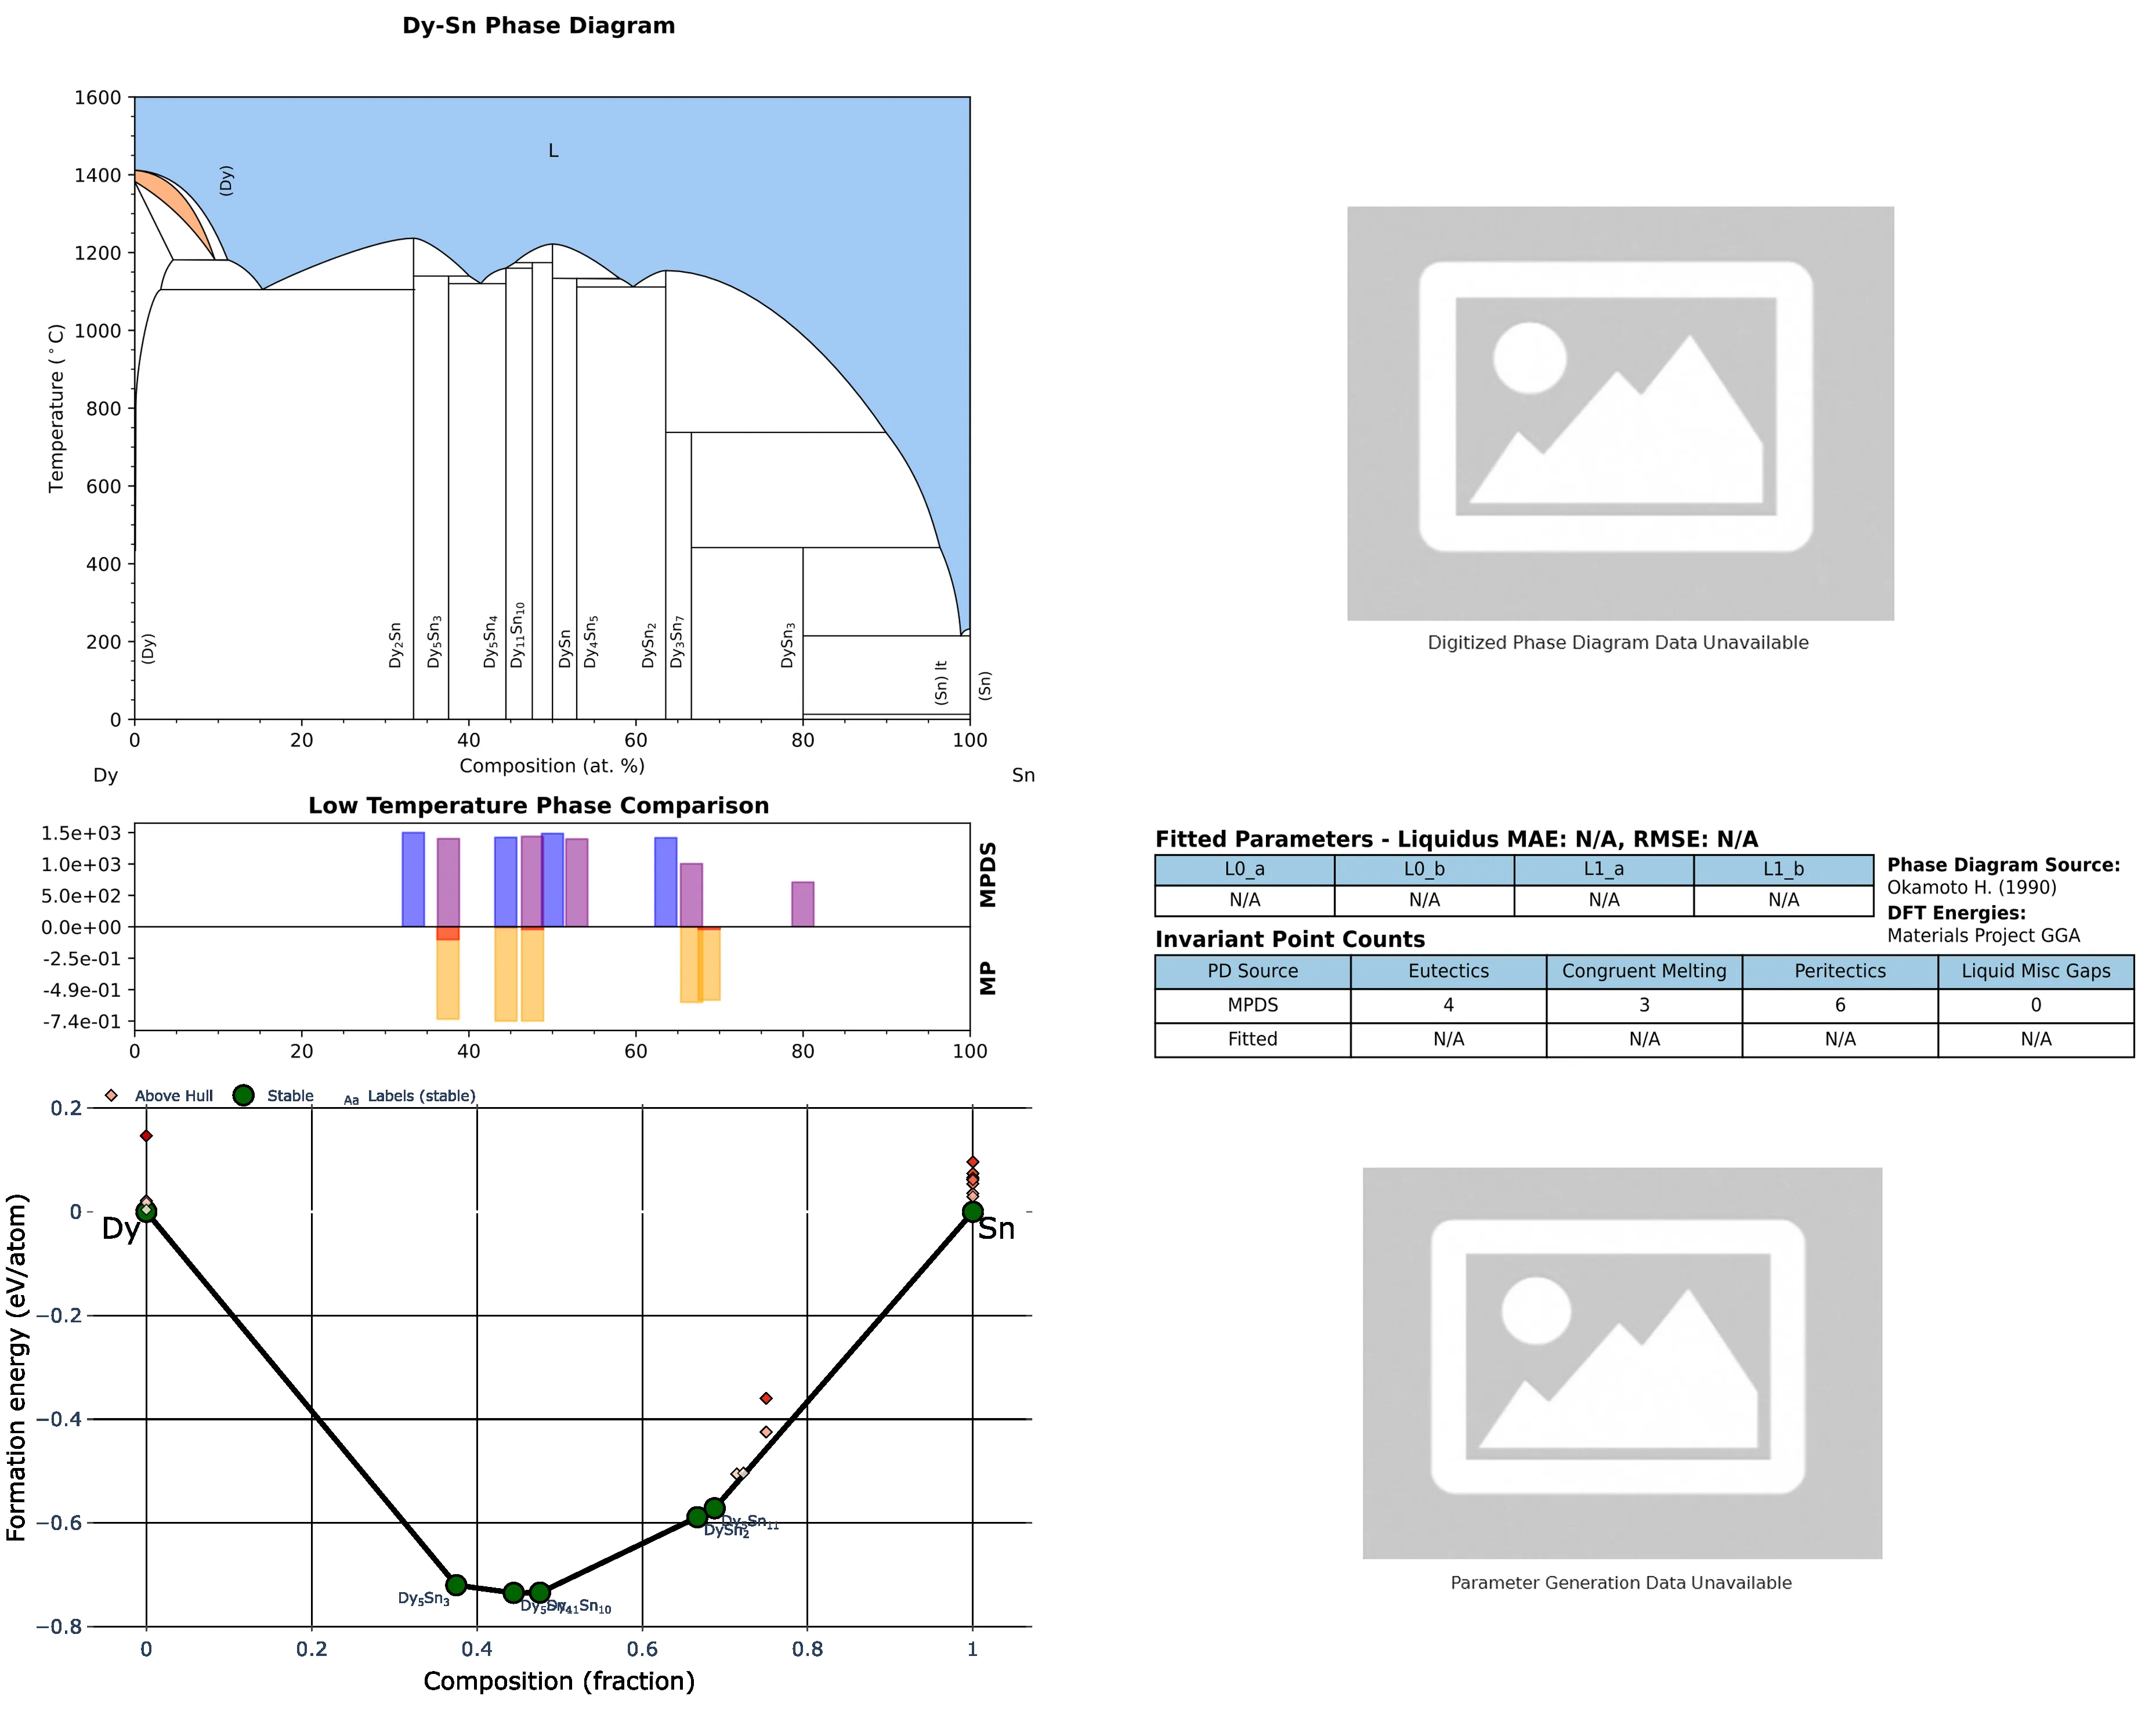 Dy-Sn Phase Diagram
1600
1400
1200
1000
800
600
400
200
0
Temperature (°C)
L
(Dy)
(Dy)
Dy₂Sn
Dy₅Sn₃
Dy₅Sn₄
Dy₁₁Sn₁₀
DySn
Dy₄Sn₅
DySn₂
Dy₃Sn₇
DySn₃
(Sn) lt
(Sn)
0 20 40 60 80 100
Composition (at. %)
Dy Sn
Digitized Phase Diagram Data Unavailable
Low Temperature Phase Comparison
1.5e+03
1.0e+03
5.0e+02
0.0e+00
-2.5e-01
-4.9e-01
-7.4e-01
MPDS
MP
0 20 40 60 80 100
Fitted Parameters - Liquidus MAE: N/A, RMSE: N/A
L0_a L0_b L1_a L1_b
N/A N/A N/A N/A
Phase Diagram Source:
Okamoto H. (1990)
DFT Energies:
Materials Project GGA
Invariant Point Counts
PD Source Eutectics Congruent Melting Peritectics Liquid Misc Gaps
MPDS 4 3 6 0
Fitted N/A N/A N/A N/A
Above Hull Stable Aa Labels (stable)
0.2
0
−0.2
−0.4
−0.6
−0.8
Formation energy (eV/atom)
Dy
Sn
Dy₅Sn₁₁
DySn₂
Dy₅Sn₃
Dy₅Sn₄
Dy₁₁Sn₁₀
0 0.2 0.4 0.6 0.8 1
Composition (fraction)
Parameter Generation Data Unavailable